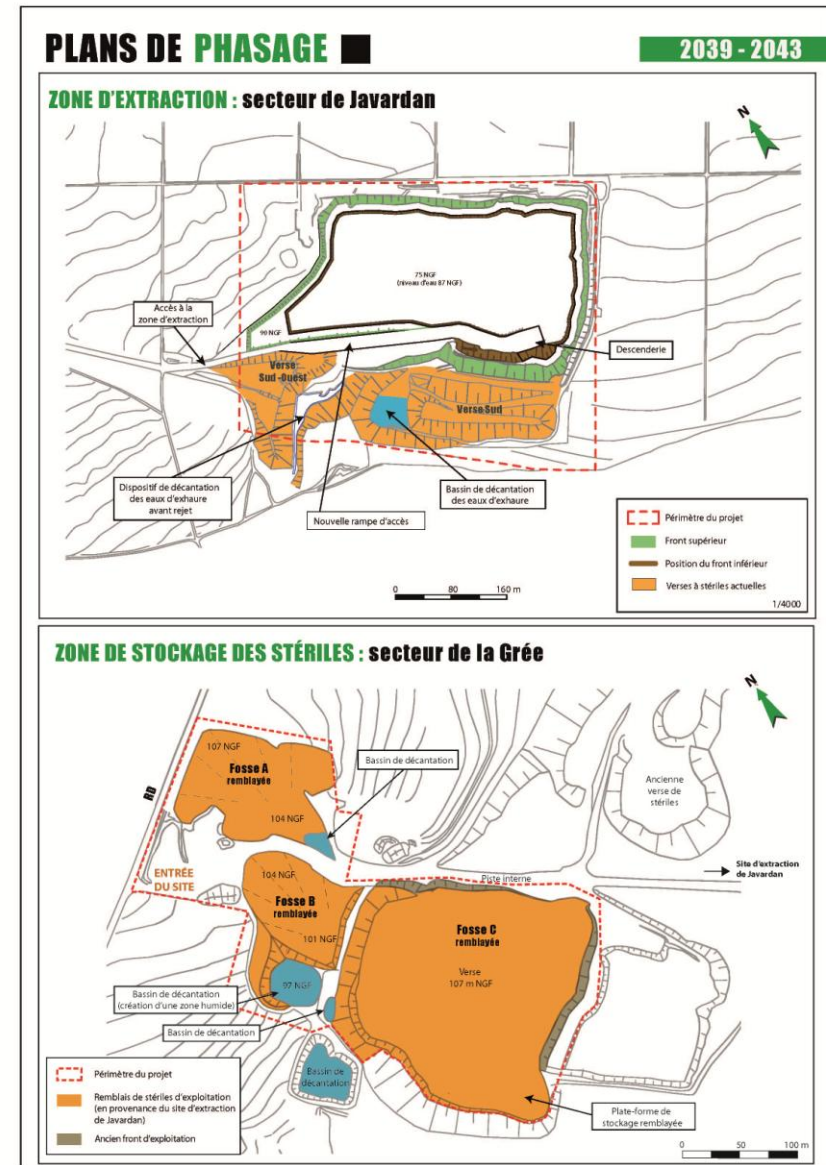 PLANS DE PHASAGE
2039 - 2043
ZONE D'EXTRACTION : secteur de Javardan
N
75 NGF
(niveau d'eau 87 NGF)
Accès à la
zone d'extraction
90 NGF
Descenderie
Verse
Sud-Ouest
Verse Sud
Dispositif de décantation
des eaux d'exhaure
avant rejet
Nouvelle rampe d'accès
Bassin de décantation
des eaux d'exhaure
Périmètre du projet
Front supérieur
Position du front inférieur
Verses à stériles actuelles
0 80 160 m
1/4000
ZONE DE STOCKAGE DES STÉRILES : secteur de la Grée
N
107 NGF
Fosse A
remblayée
Bassin de décantation
RD
104 NGF
Ancienne
verse de
stériles
ENTRÉE
DU SITE
104 NGF
Piste interne
Site d'extraction
de Javardan
Fosse B
remblayée
101 NGF
Fosse C
remblayée
Verse
107 m NGF
97 NGF
Bassin de décantation
(création d'une zone humide)
Bassin de décantation
Bassin de
décantation
Périmètre du projet
Remblais de stériles d'exploitation
(en provenance du site d'extraction
de Javardan)
Ancien front d'exploitation
Plate-forme de
stockage remblayée
0 50 100 m